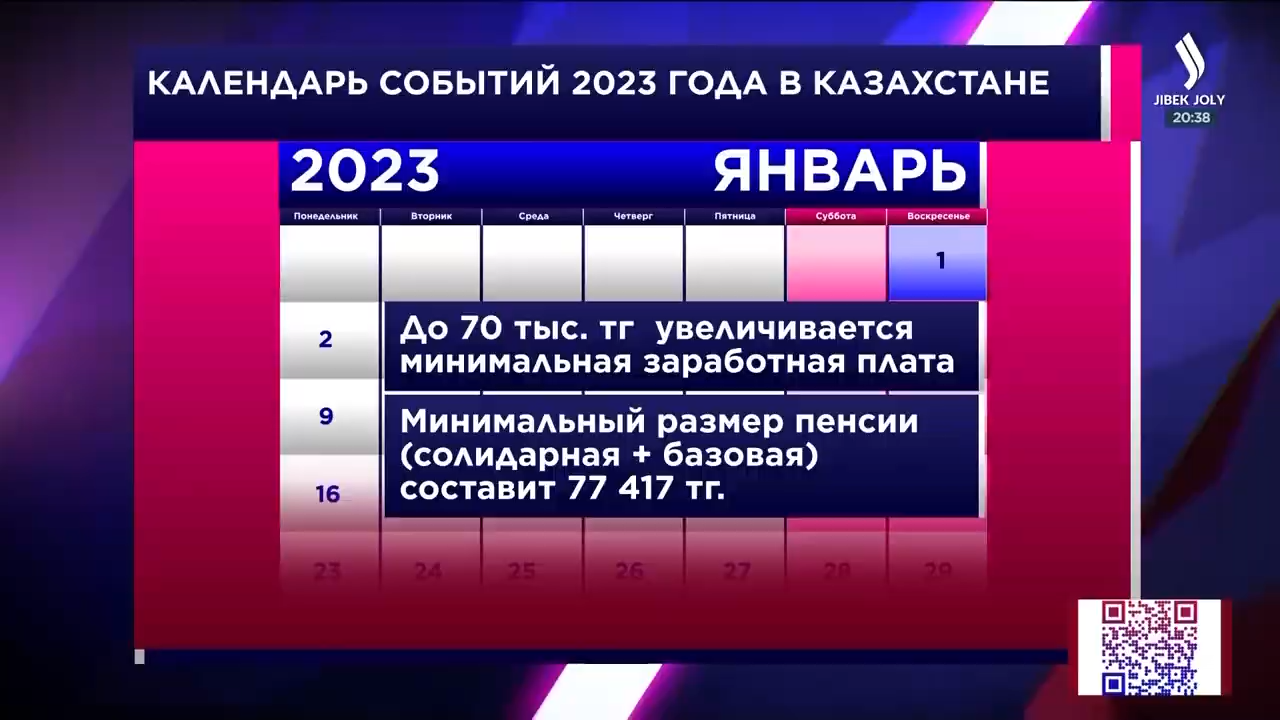 КАЛЕНДАРЬ СОБЫТИЙ 2023 ГОДА В КАЗАХСТАНЕ
JIBEK JOLY
20:38
2023 ЯНВАРЬ
Понедельник Вторник Среда Четверг Пятница Суббота Воскресенье
1
2
До 70 тыс. тг увеличивается
минимальная заработная плата
9
Минимальный размер пенсии
(солидарная + базовая)
составит 77 417 тг.
16
23 24 25 26 27 28 29